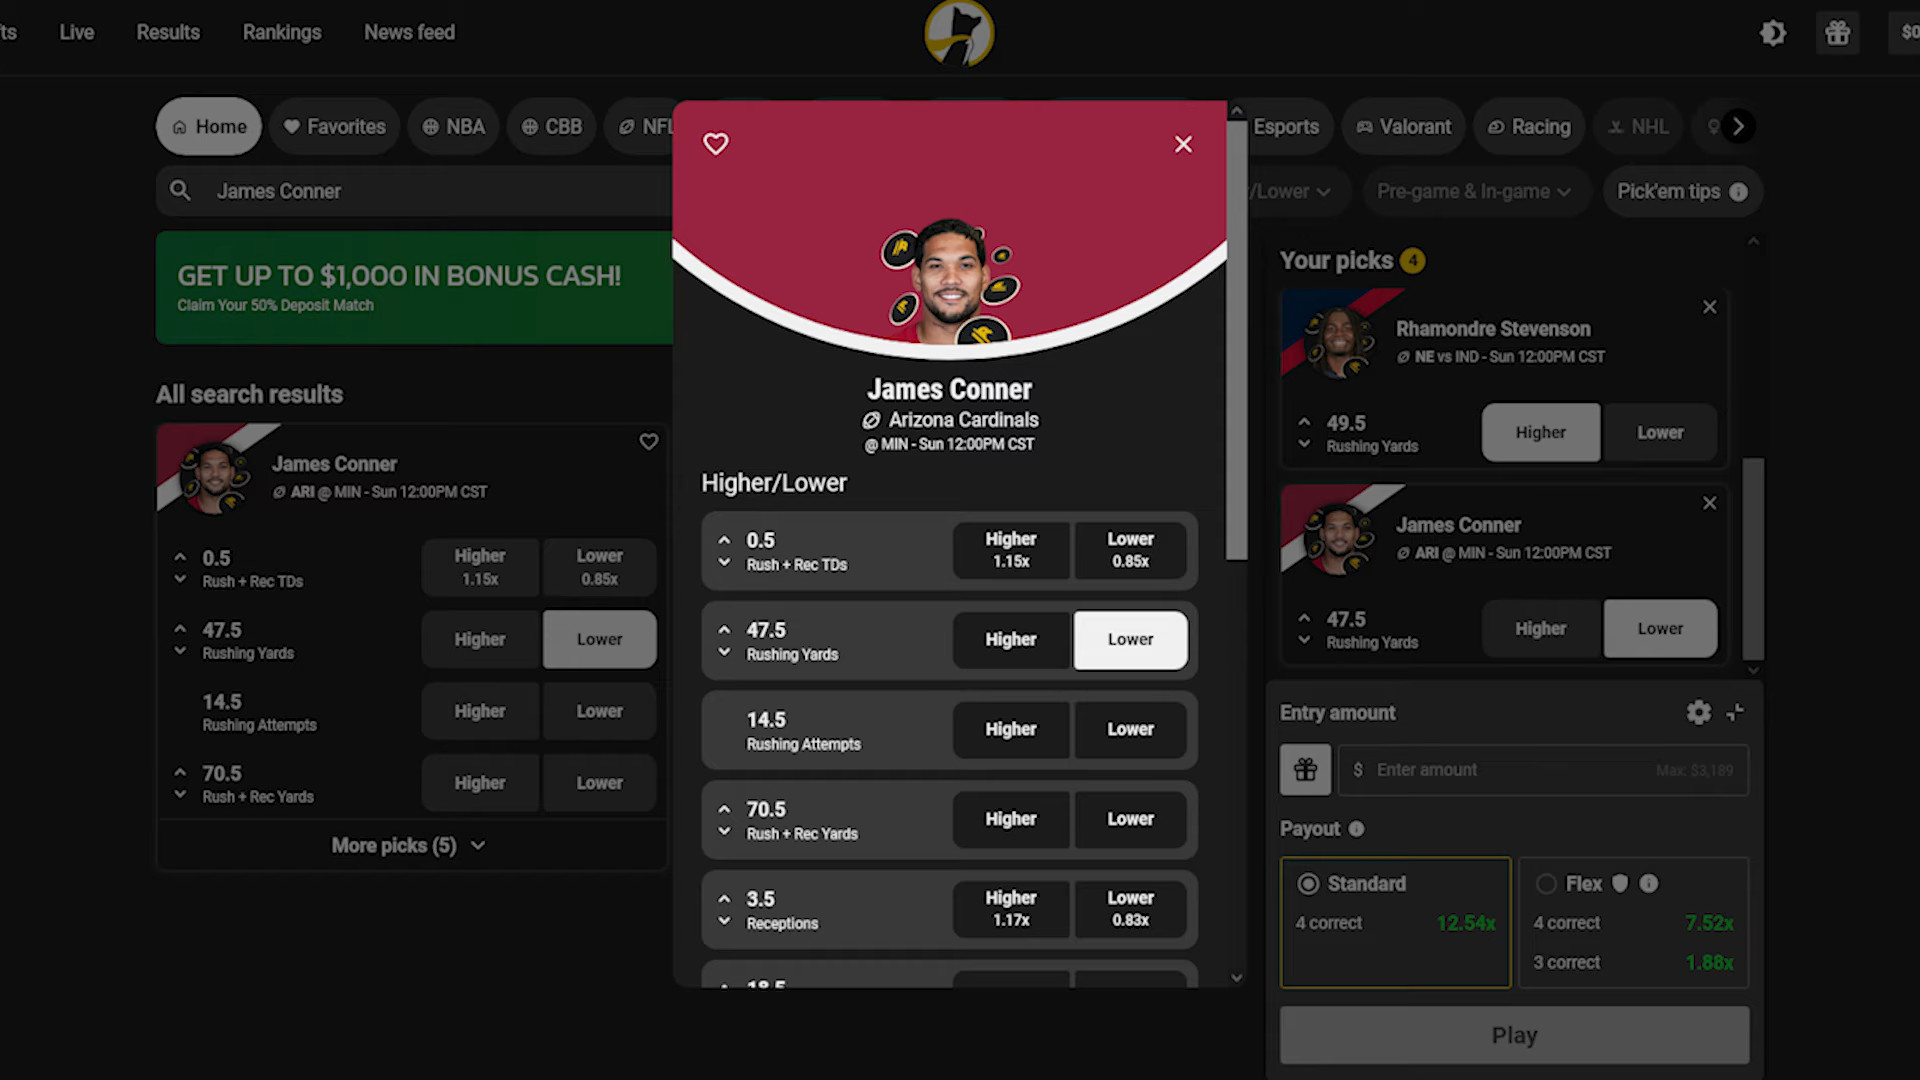 Live
Results
Rankings
News feed
Home
Favorites
NBA
CBB
Esports
Valorant
Racing
NHL
James Conner
Pre-game & In-game
Pick'em tips
GET UP TO $1,000 IN BONUS CASH!
Claim Your 50% Deposit Match
All search results
James Conner
ARI @ MIN - Sun 12:00PM CST
0.5
Rush + Rec TDs
Higher
1.15x
Lower
0.85x
47.5
Rushing Yards
Higher
Lower
14.5
Rushing Attempts
Higher
Lower
70.5
Rush + Rec Yards
Higher
Lower
More picks (5)
James Conner
Arizona Cardinals
@ MIN - Sun 12:00PM CST
Higher/Lower
0.5
Rush + Rec TDs
Higher
1.15x
Lower
0.85x
47.5
Rushing Yards
Higher
Lower
14.5
Rushing Attempts
Higher
Lower
70.5
Rush + Rec Yards
Higher
Lower
3.5
Receptions
Higher
1.17x
Lower
0.83x
Your picks 4
Rhamondre Stevenson
NE vs IND - Sun 12:00PM CST
49.5
Rushing Yards
Higher
Lower
James Conner
ARI @ MIN - Sun 12:00PM CST
47.5
Rushing Yards
Higher
Lower
Entry amount
$ Enter amount
Max: $3,189
Payout
Standard
4 correct 12.54x
Flex
4 correct 7.52x
3 correct 1.88x
Play